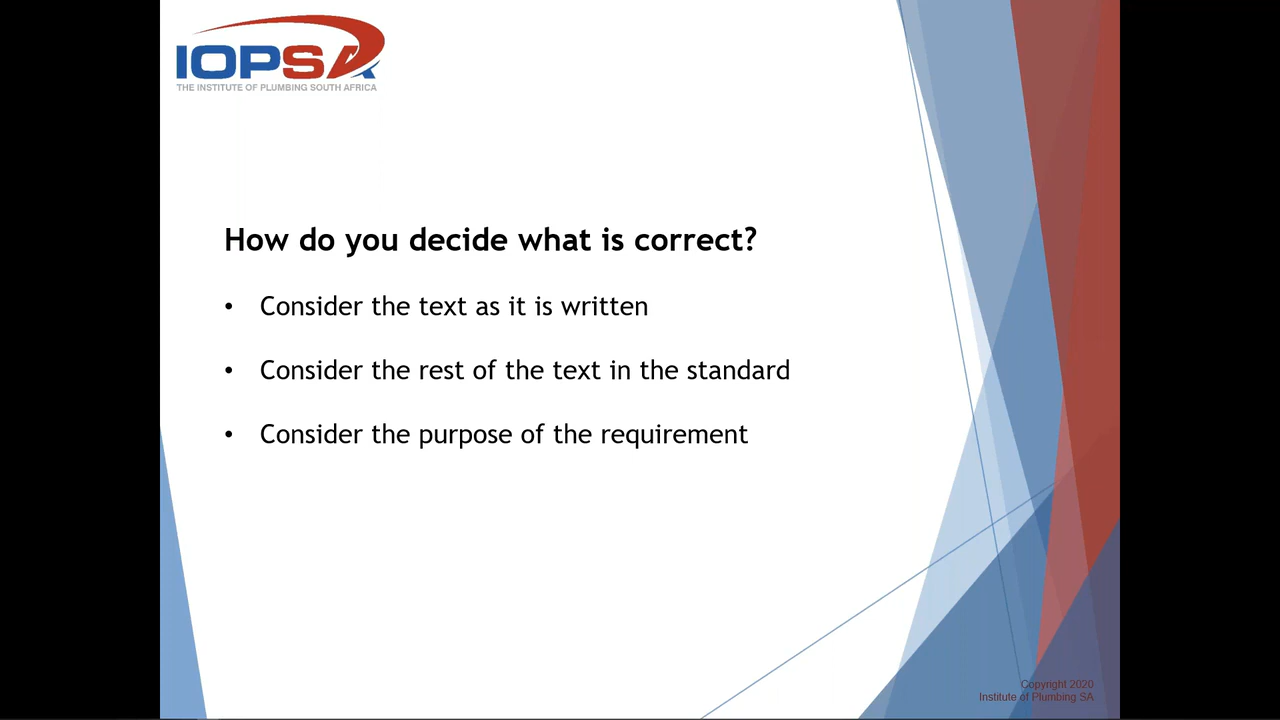 IOPSA
THE INSTITUTE OF PLUMBING SOUTH AFRICA
How do you decide what is correct?
• Consider the text as it is written
• Consider the rest of the text in the standard
• Consider the purpose of the requirement
Copyright 2020
Institute of Plumbing SA